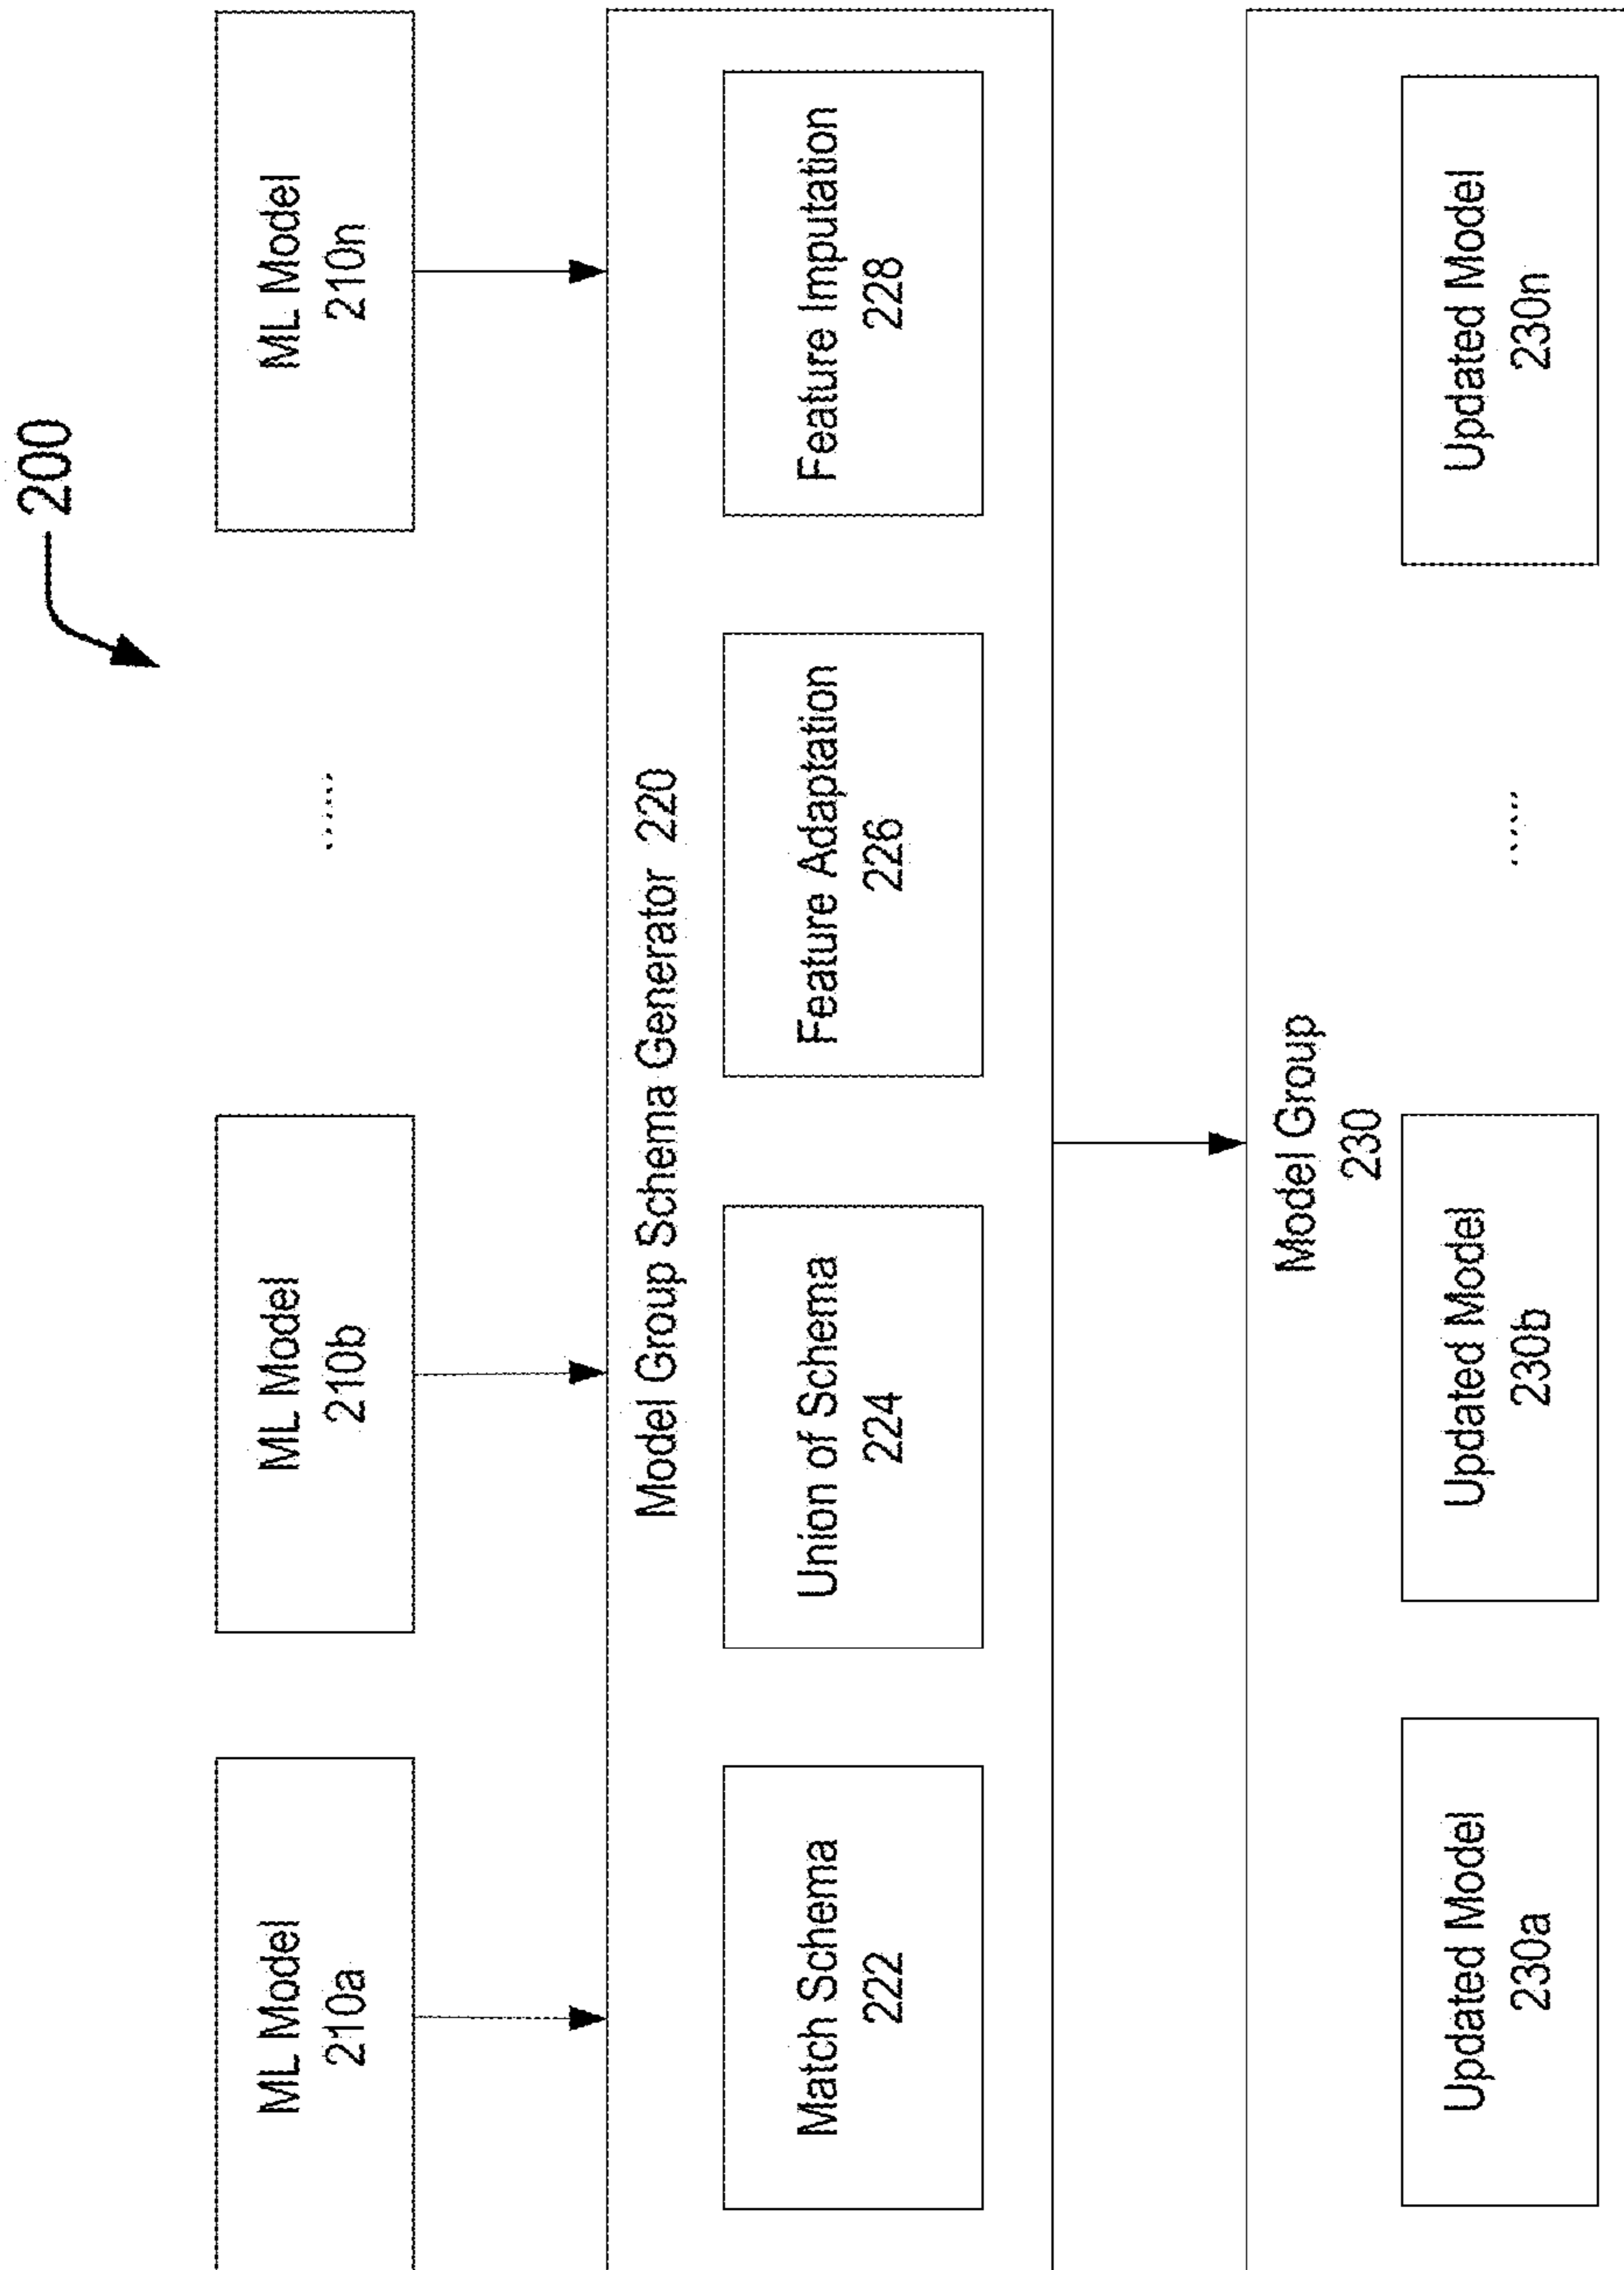 200
ML Model
210a
ML Model
210b
.....
ML Model
210n
Model Group Schema Generator 220
Match Schema
222
Union of Schema
224
Feature Adaptation
226
Feature Imputation
228
Model Group
230
Updated Model
230a
Updated Model
230b
.....
Updated Model
230n